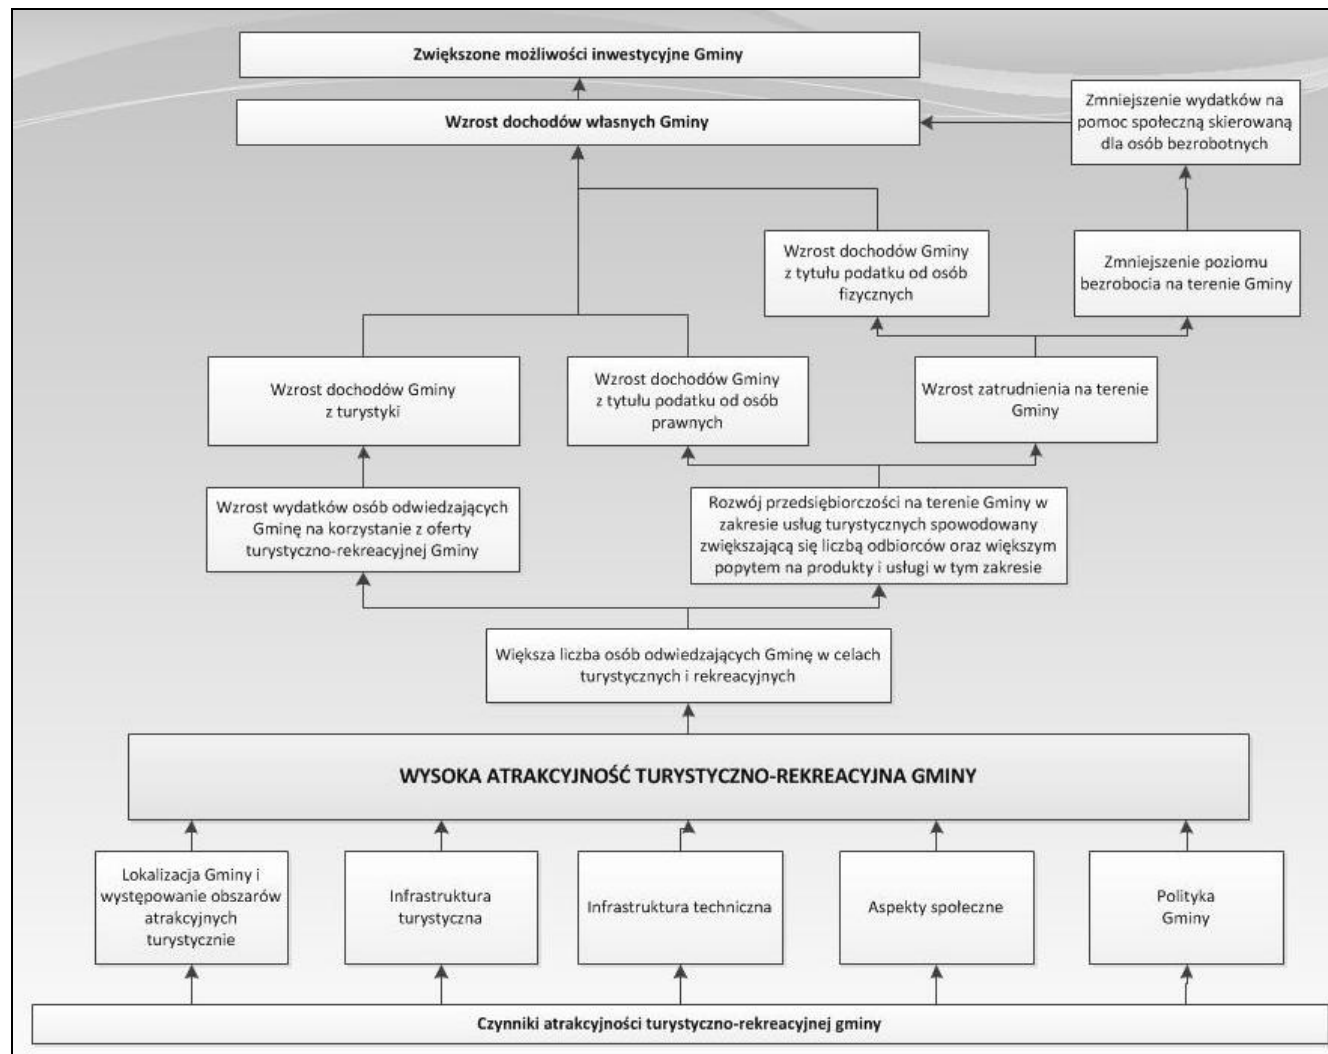 Zwiększone możliwości inwestycyjne Gminy
Wzrost dochodów własnych Gminy
Zmniejszenie wydatków na
pomoc społeczną skierowaną
dla osób bezrobotnych
Wzrost dochodów Gminy
z tytułu podatku od osób
fizycznych
Zmniejszenie poziomu
bezrobocia na terenie Gminy
Wzrost dochodów Gminy
z turystyki
Wzrost dochodów Gminy
z tytułu podatku od osób
prawnych
Wzrost zatrudnienia na terenie
Gminy
Wzrost wydatków osób odwiedzających
Gminę na korzystanie z oferty
turystyczno-rekreacyjnej Gminy
Rozwój przedsiębiorczości na terenie Gminy w
zakresie usług turystycznych spowodowany
zwiększającą się liczbą odbiorców oraz większym
popytem na produkty i usługi w tym zakresie
Większa liczba osób odwiedzających Gminę w celach
turystycznych i rekreacyjnych
WYSOKA ATRAKCYJNOŚĆ TURYSTYCZNO-REKREACYJNA GMINY
Lokalizacja Gminy i
występowanie obszarów
atrakcyjnych
turystycznie
Infrastruktura
turystyczna
Infrastruktura techniczna
Aspekty społeczne
Polityka
Gminy
Czynniki atrakcyjności turystyczno-rekreacyjnej gminy